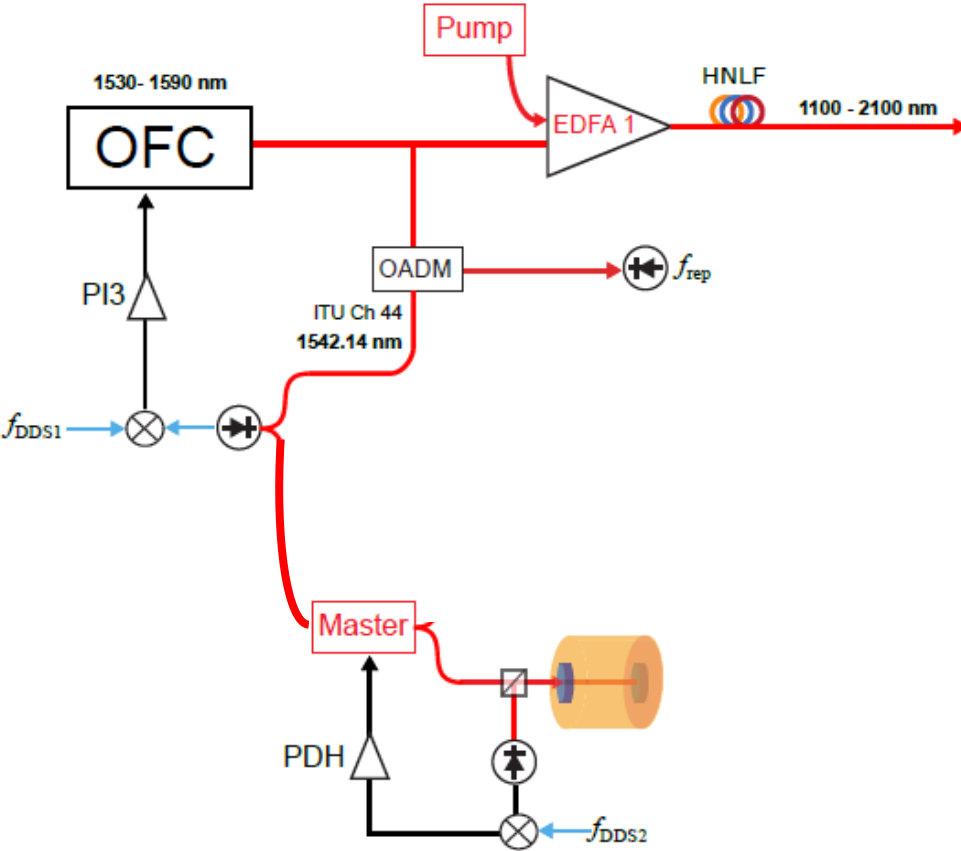 Pump
1530- 1590 nm
HNLF
OFC
EDFA 1
1100 - 2100 nm
OADM
frep
PI3
ITU Ch 44
1542.14 nm
fDDS1
Master
PDH
fDDS2